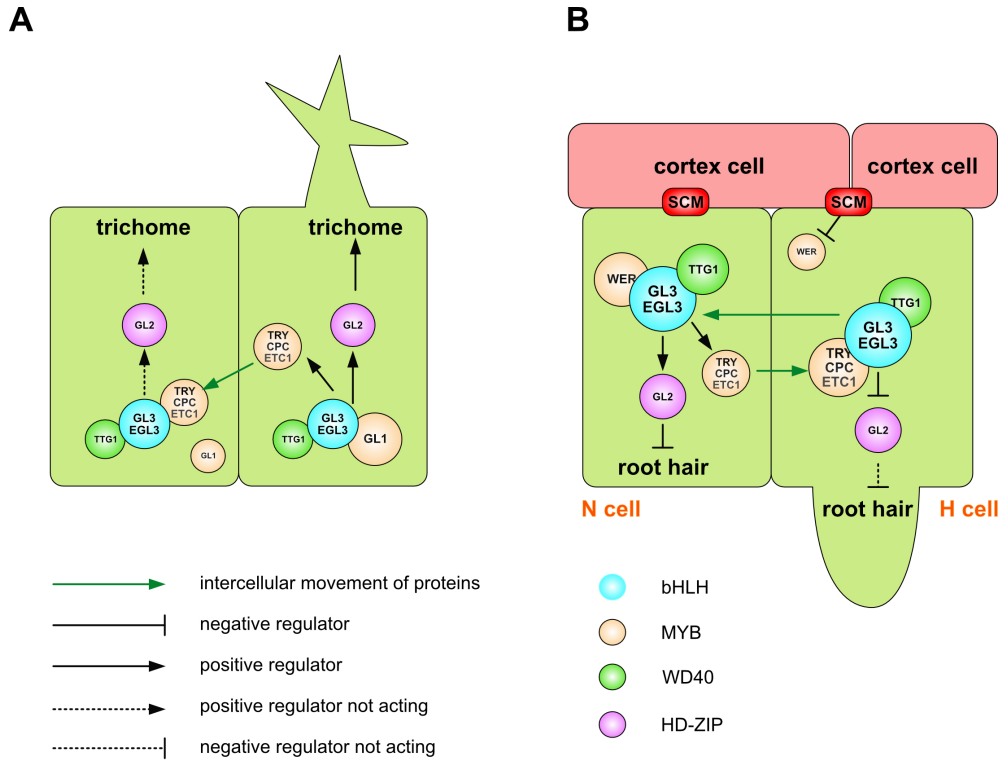 A
trichome
trichome
GL2
GL2
TRY
CPC
ETC1
TRY
CPC
ETC1
GL3
EGL3
TTG1
GL1
GL3
EGL3
TTG1
GL1
intercellular movement of proteins
negative regulator
positive regulator
positive regulator not acting
negative regulator not acting
B
cortex cell
cortex cell
SCM
SCM
WER
WER
TTG1
GL3
EGL3
TRY
CPC
ETC1
GL2
root hair
N cell
TTG1
GL3
EGL3
TRY
CPC
ETC1
GL2
root hair
H cell
bHLH
MYB
WD40
HD-ZIP